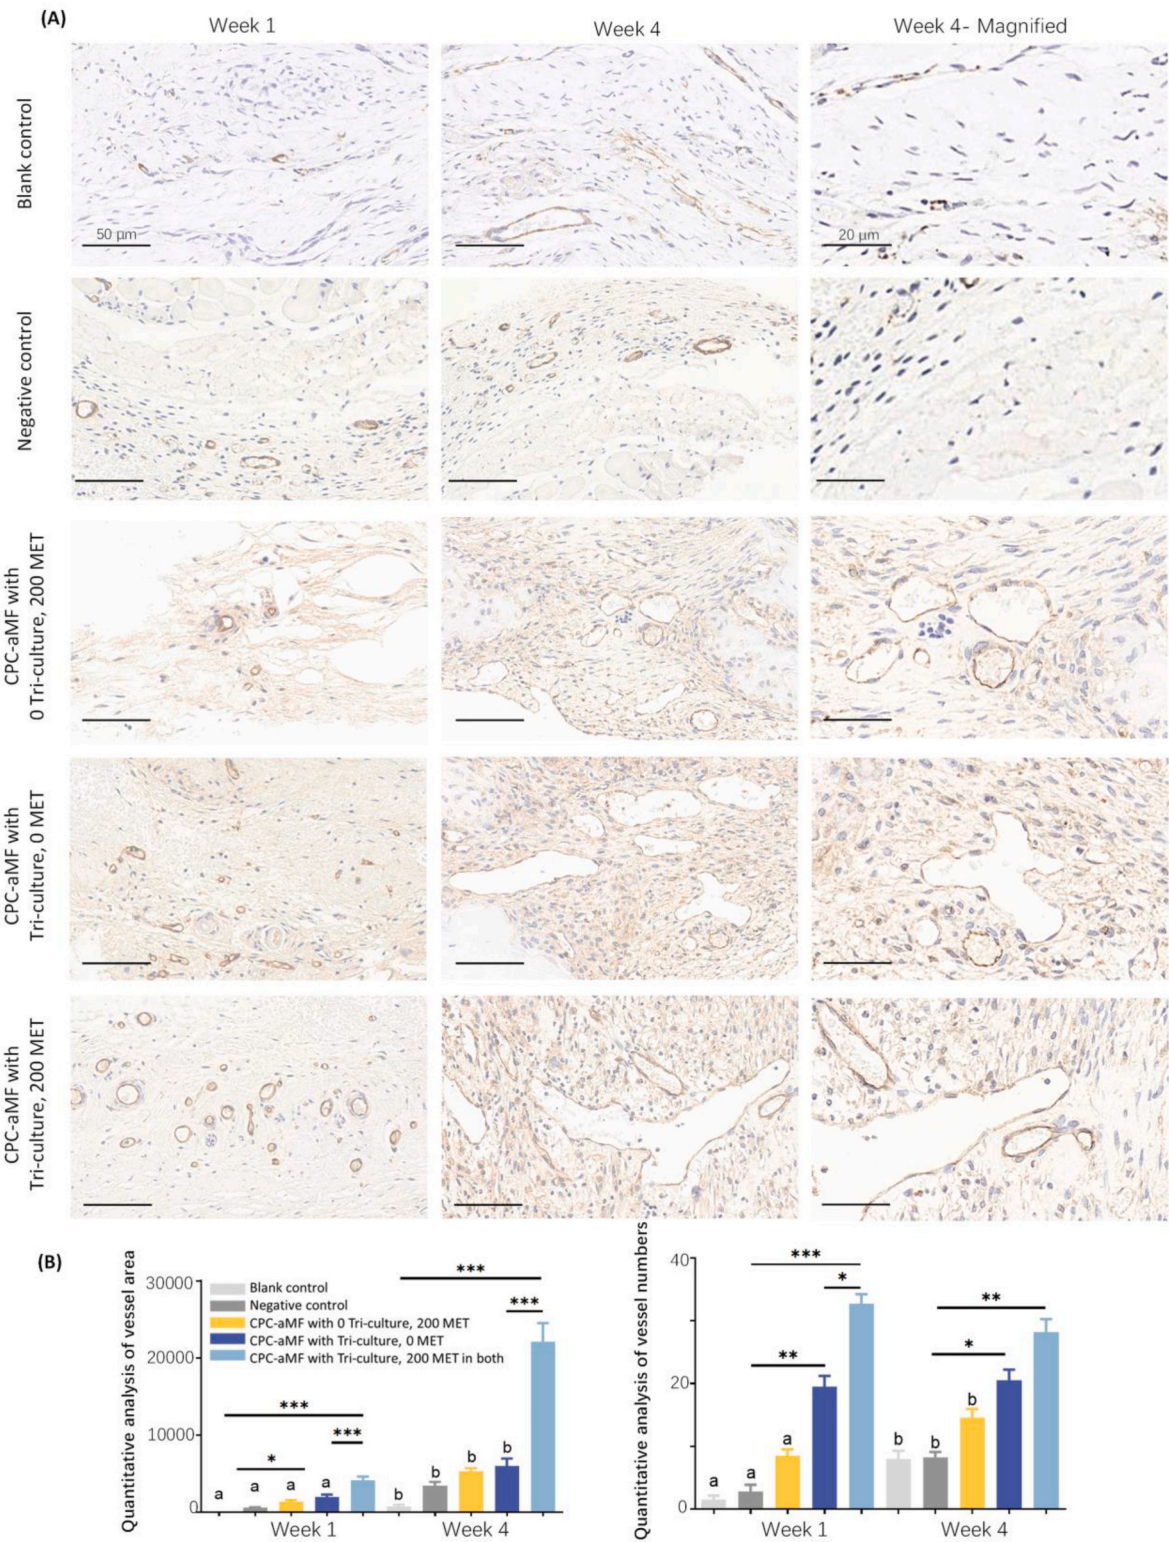 (A)
Week 1
Week 4
Week 4- Magnified
Blank control
50 µm
20 µm
Negative control
CPC-aMF with
0 Tri-culture, 200 MET
CPC-aMF with
Tri-culture, 0 MET
CPC-aMF with
Tri-culture, 200 MET
(B)
Quantitative analysis of vessel area
30000
20000
10000
0
Blank control
Negative control
CPC-aMF with 0 Tri-culture, 200 MET
CPC-aMF with Tri-culture, 0 MET
CPC-aMF with Tri-culture, 200 MET in both
***
***
***
***
*
a
a
a
a
b
b
b
b
Week 1
Week 4
Quantitative analysis of vessel numbers
40
20
0
***
*
**
**
*
a
a
a
b
b
b
Week 1
Week 4